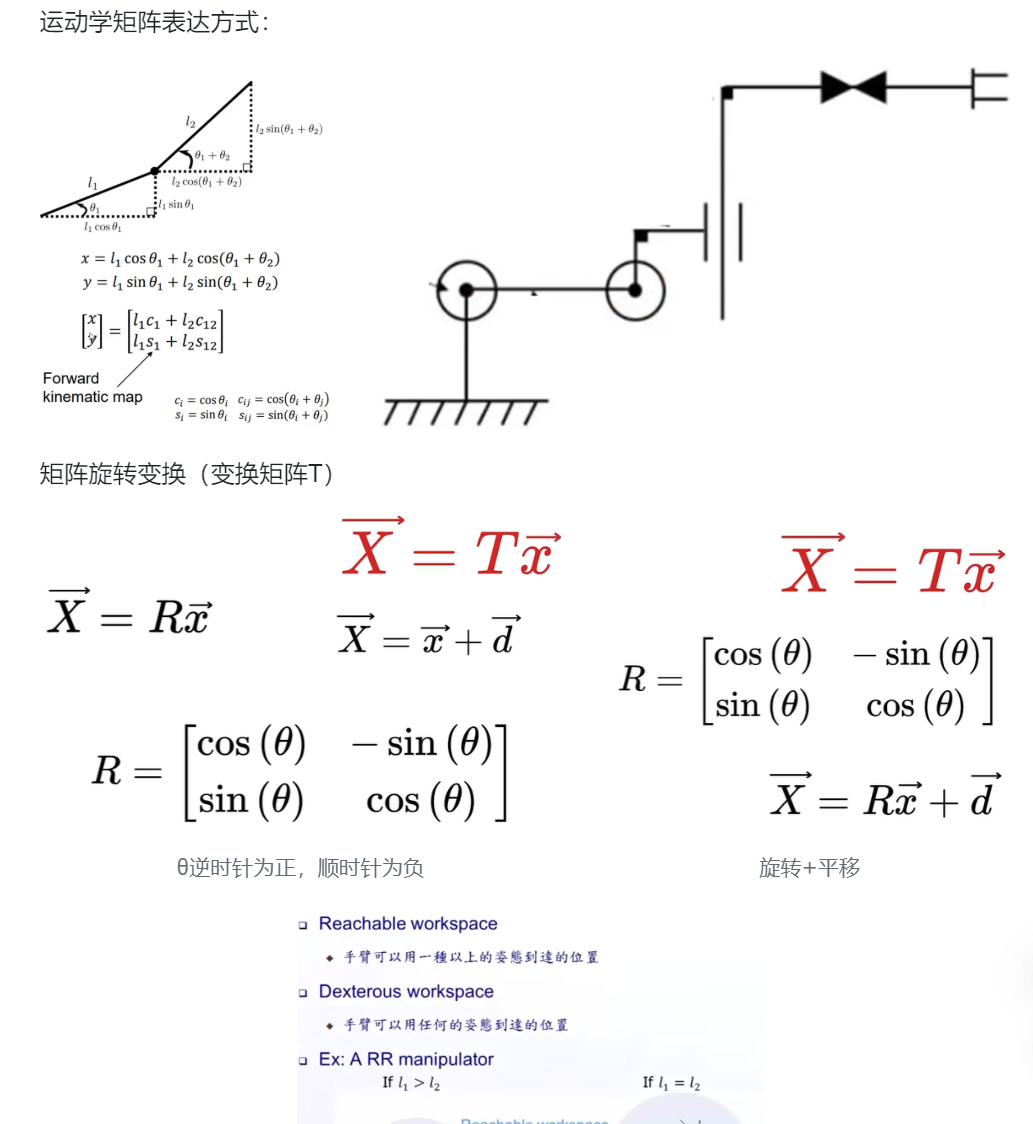 运动学矩阵表达方式：
l₂
l₂ sin(θ₁ + θ₂)
θ₁ + θ₂
l₂ cos(θ₁ + θ₂)
l₁
θ₁
l₁ sin θ₁
l₁ cos θ₁
x = l₁ cos θ₁ + l₂ cos(θ₁ + θ₂)
y = l₁ sin θ₁ + l₂ sin(θ₁ + θ₂)
[x] = [l₁c₁ + l₂c₁₂]
[y] [l₁s₁ + l₂s₁₂]
Forward
kinematic map
cᵢ = cos θᵢ cᵢⱼ = cos(θᵢ + θⱼ)
sᵢ = sin θᵢ sᵢⱼ = sin(θᵢ + θⱼ)
矩阵旋转变换（变换矩阵T）
X⃗ = Rx⃗
X⃗ = Tx⃗
X⃗ = x⃗ + d⃗
R = [cos (θ) − sin (θ)]
[sin (θ) cos (θ)]
θ逆时针为正，顺时针为负
X⃗ = Tx⃗
R = [cos (θ) − sin (θ)]
[sin (θ) cos (θ)]
X⃗ = Rx⃗ + d⃗
旋转+平移
Reachable workspace
手臂可以用一種以上的姿態到達的位置
Dexterous workspace
手臂可以用任何的姿態到達的位置
Ex: A RR manipulator
If l₁ > l₂
If l₁ = l₂